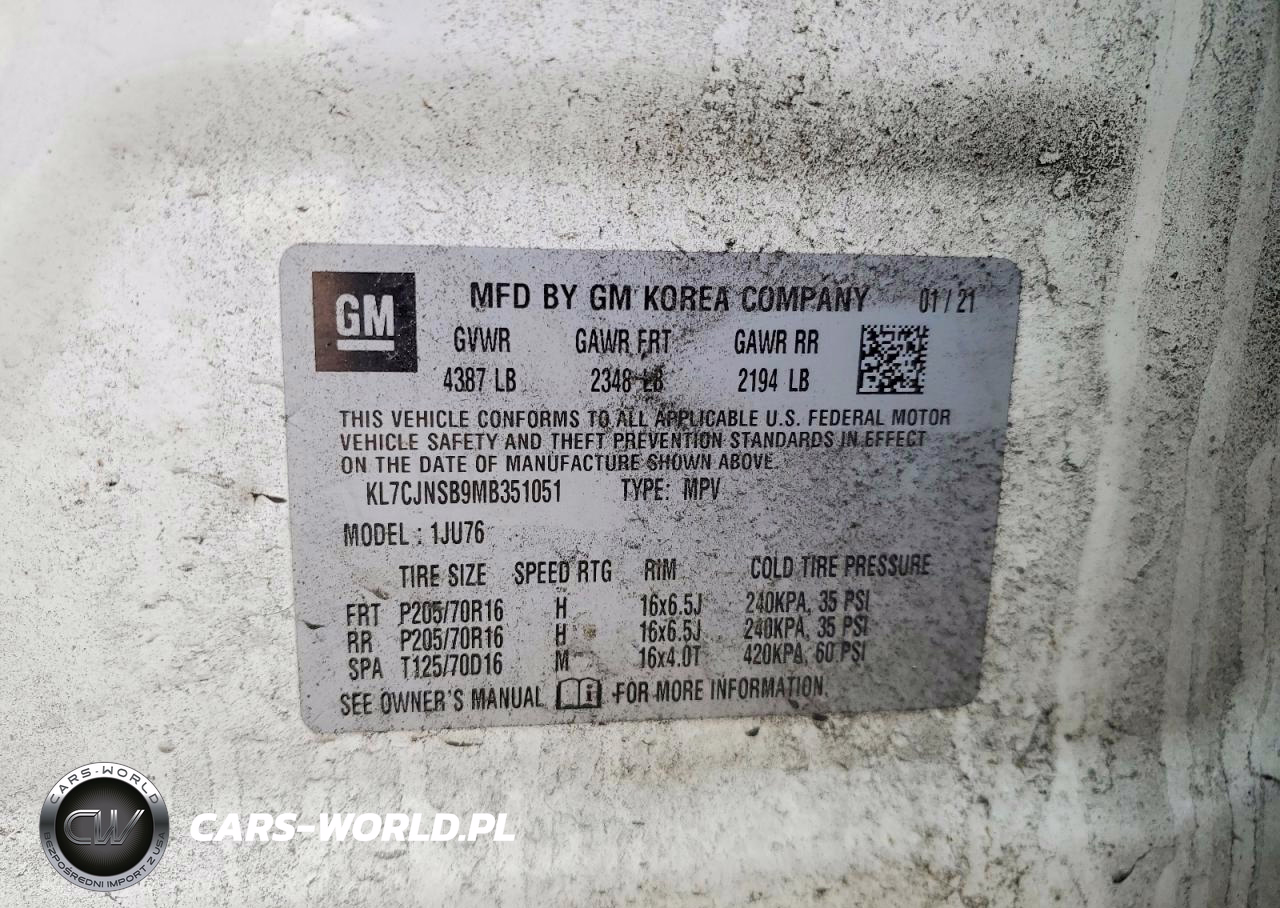 GM
MFD BY GM KOREA COMPANY 01 / 21
GVWR GAWR FRT GAWR RR
4387 LB 2348 LB 2194 LB
THIS VEHICLE CONFORMS TO ALL APPLICABLE U.S. FEDERAL MOTOR
VEHICLE SAFETY AND THEFT PREVENTION STANDARDS IN EFFECT
ON THE DATE OF MANUFACTURE SHOWN ABOVE.
KL7CJNSB9MB351051 TYPE: MPV
MODEL : 1JU76
TIRE SIZE SPEED RTG RIM COLD TIRE PRESSURE
FRT P205/70R16 H 16x6.5J 240KPA, 35 PSI
RR P205/70R16 H 16x6.5J 240KPA, 35 PSI
SPA T125/70D16 M 16x4.0T 420KPA, 60 PSI
SEE OWNER'S MANUAL i FOR MORE INFORMATION.
CARS-WORLD
CW
BEZPOŚREDNI IMPORT Z USA
CARS-WORLD.PL